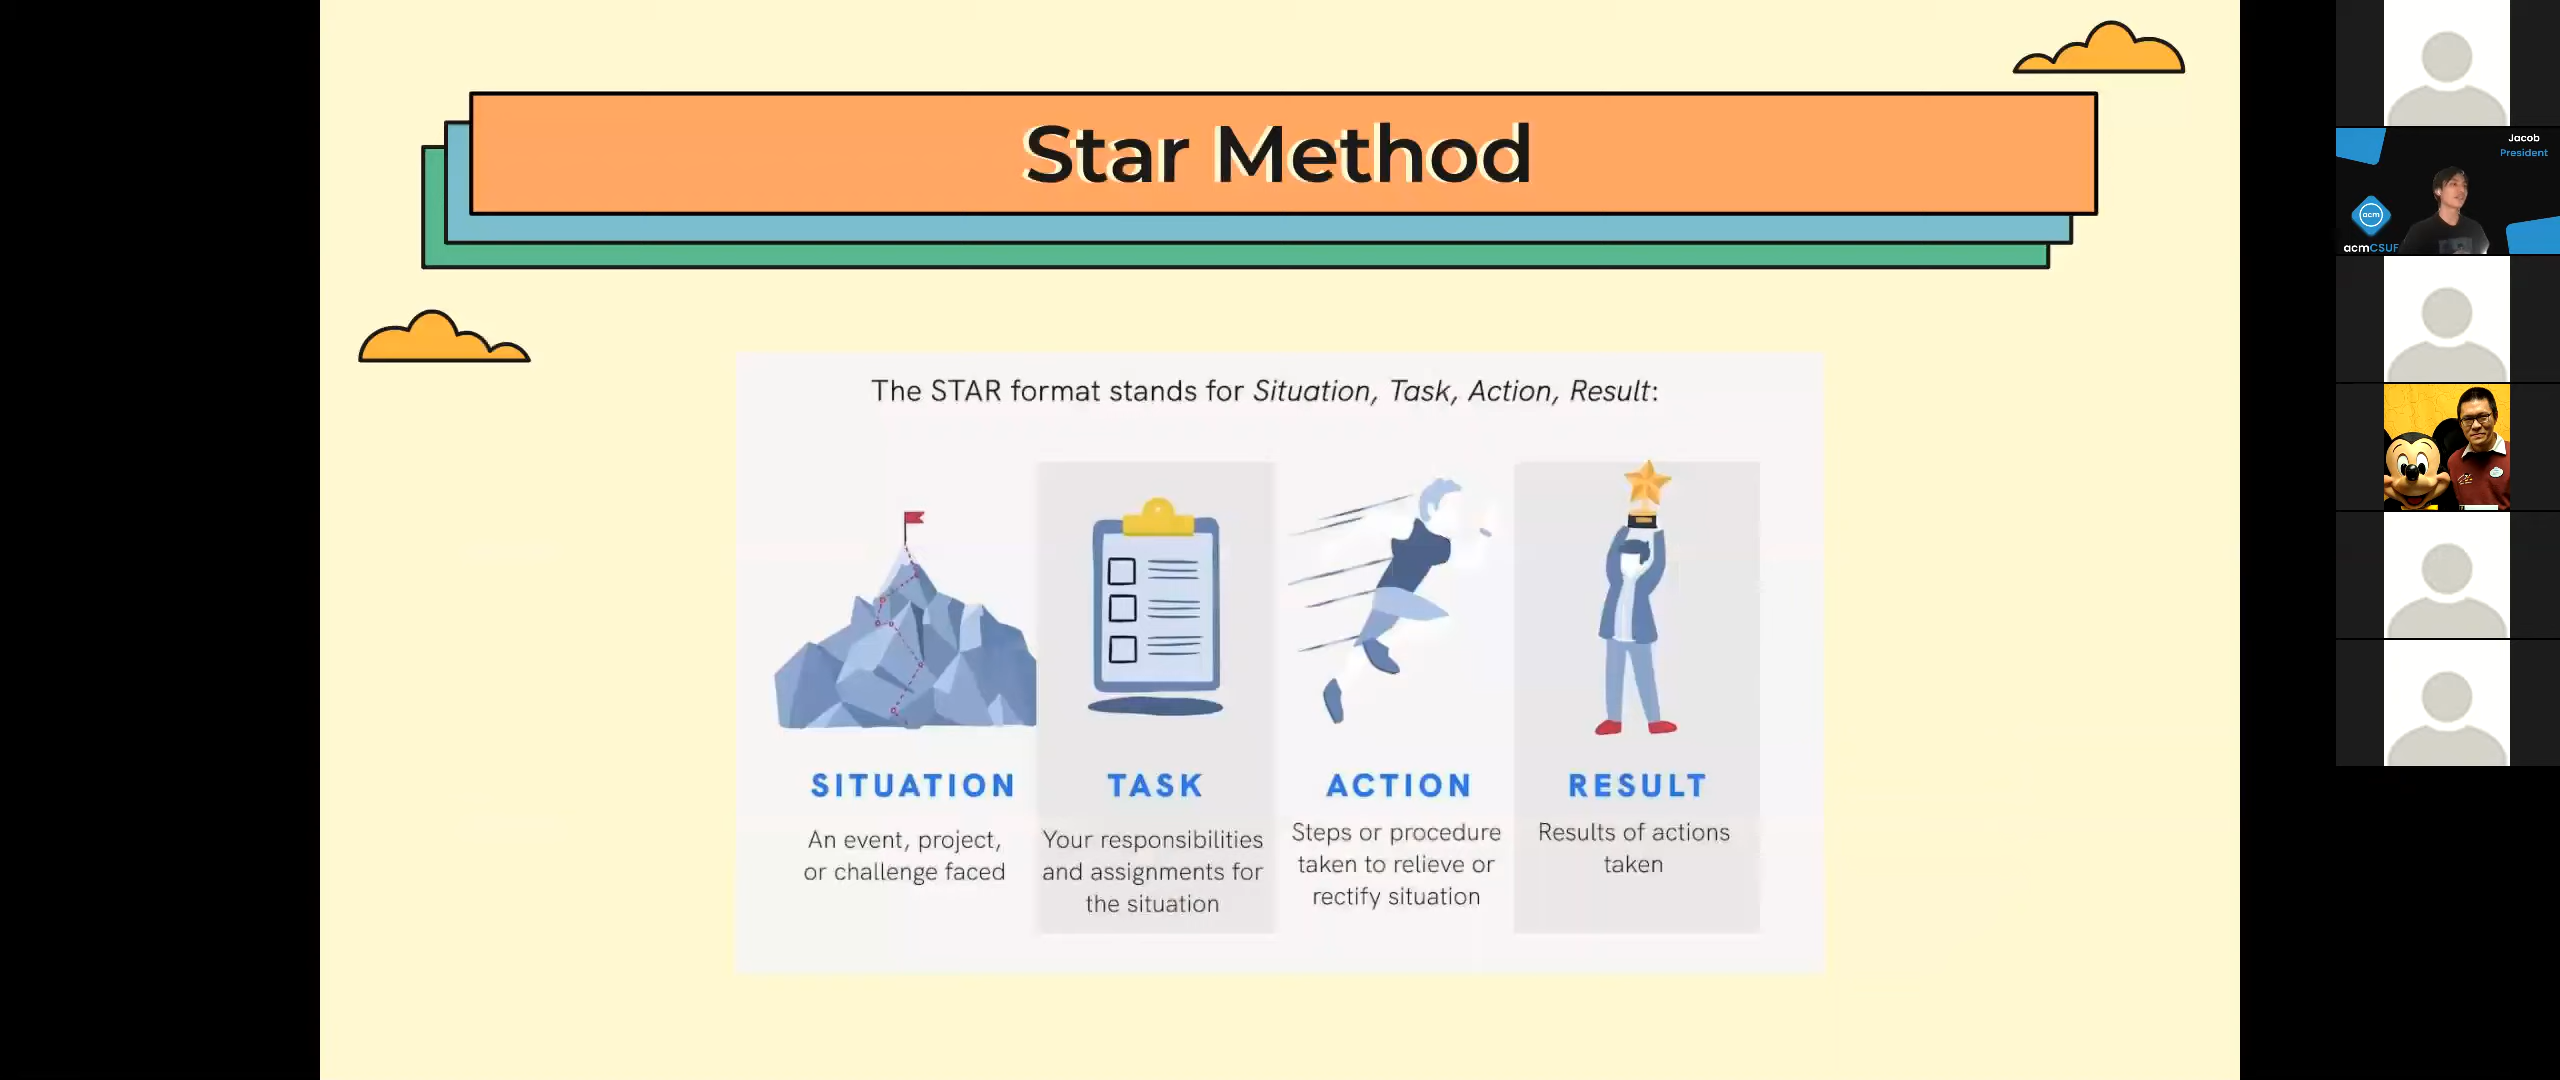 Star Method
The STAR format stands for Situation, Task, Action, Result:
SITUATION
An event, project,
or challenge faced
TASK
Your responsibilities
and assignments for
the situation
ACTION
Steps or procedure
taken to relieve or
rectify situation
RESULT
Results of actions
taken
Jacob
President
acm
acmCSUF